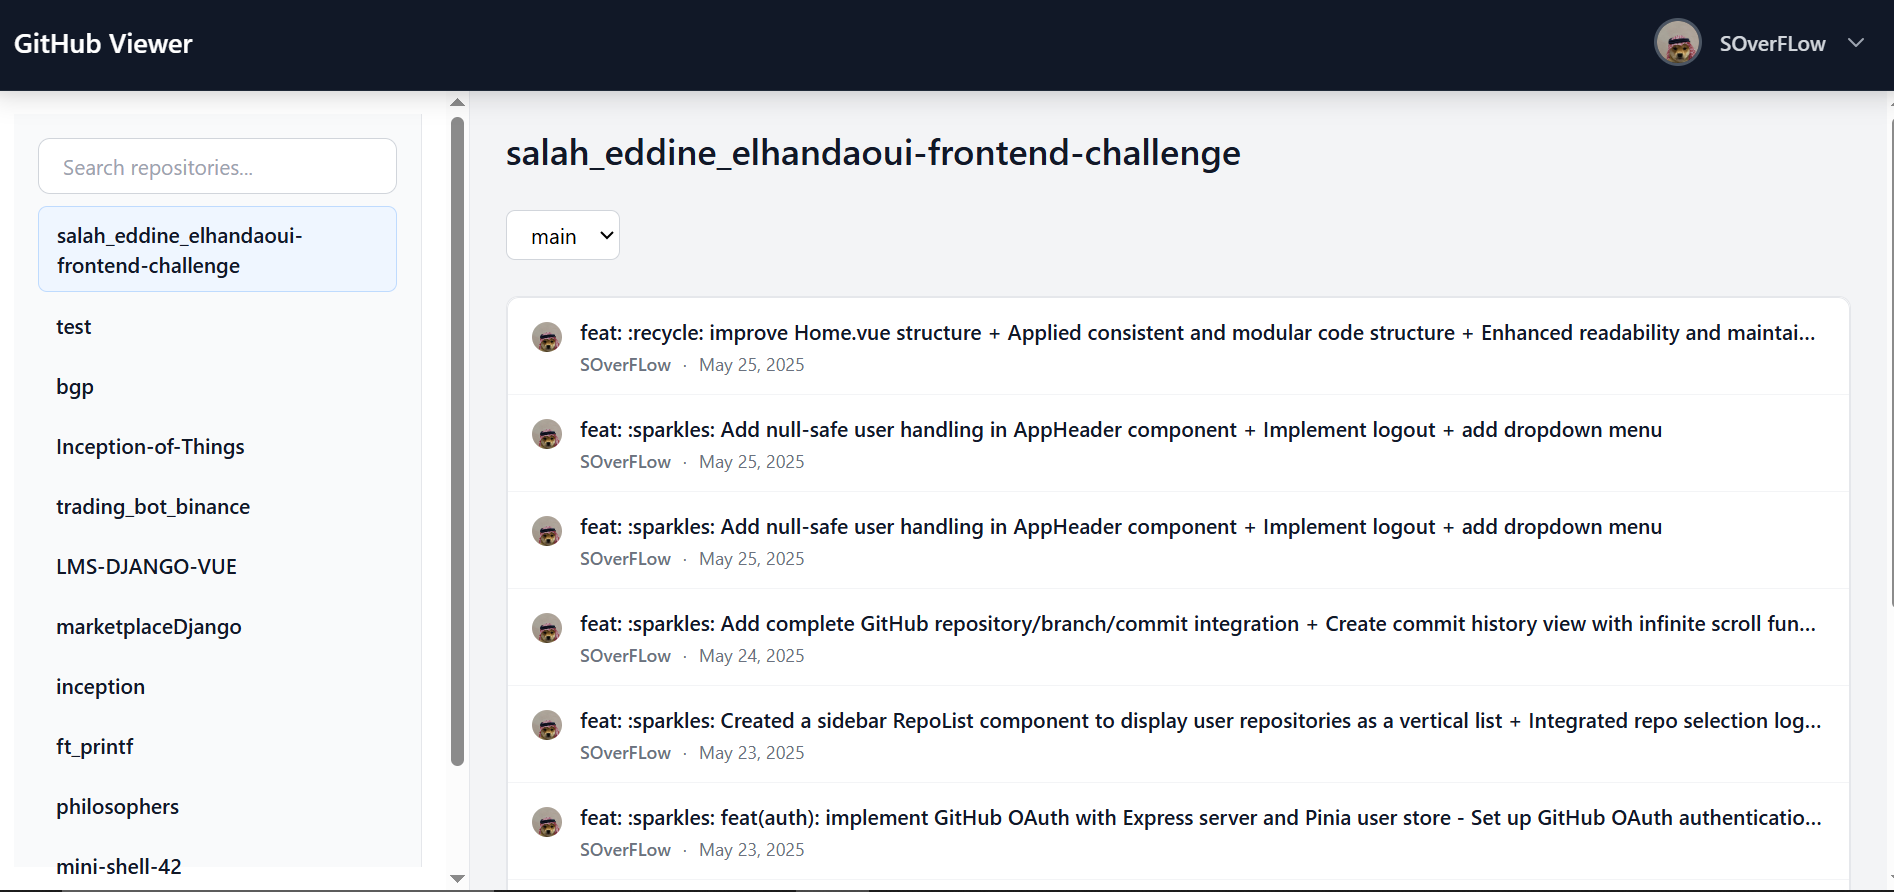 GitHub Viewer
SOverFLow
Search repositories...
salah_eddine_elhandaoui-
frontend-challenge
test
bgp
Inception-of-Things
trading_bot_binance
LMS-DJANGO-VUE
marketplaceDjango
inception
ft_printf
philosophers
mini-shell-42
salah_eddine_elhandaoui-frontend-challenge
main
feat: :recycle: improve Home.vue structure + Applied consistent and modular code structure + Enhanced readability and maintai...
SOverFLow · May 25, 2025
feat: :sparkles: Add null-safe user handling in AppHeader component + Implement logout + add dropdown menu
SOverFLow · May 25, 2025
feat: :sparkles: Add null-safe user handling in AppHeader component + Implement logout + add dropdown menu
SOverFLow · May 25, 2025
feat: :sparkles: Add complete GitHub repository/branch/commit integration + Create commit history view with infinite scroll fun...
SOverFLow · May 24, 2025
feat: :sparkles: Created a sidebar RepoList component to display user repositories as a vertical list + Integrated repo selection log...
SOverFLow · May 23, 2025
feat: :sparkles: feat(auth): implement GitHub OAuth with Express server and Pinia user store - Set up GitHub OAuth authenticatio...
SOverFLow · May 23, 2025